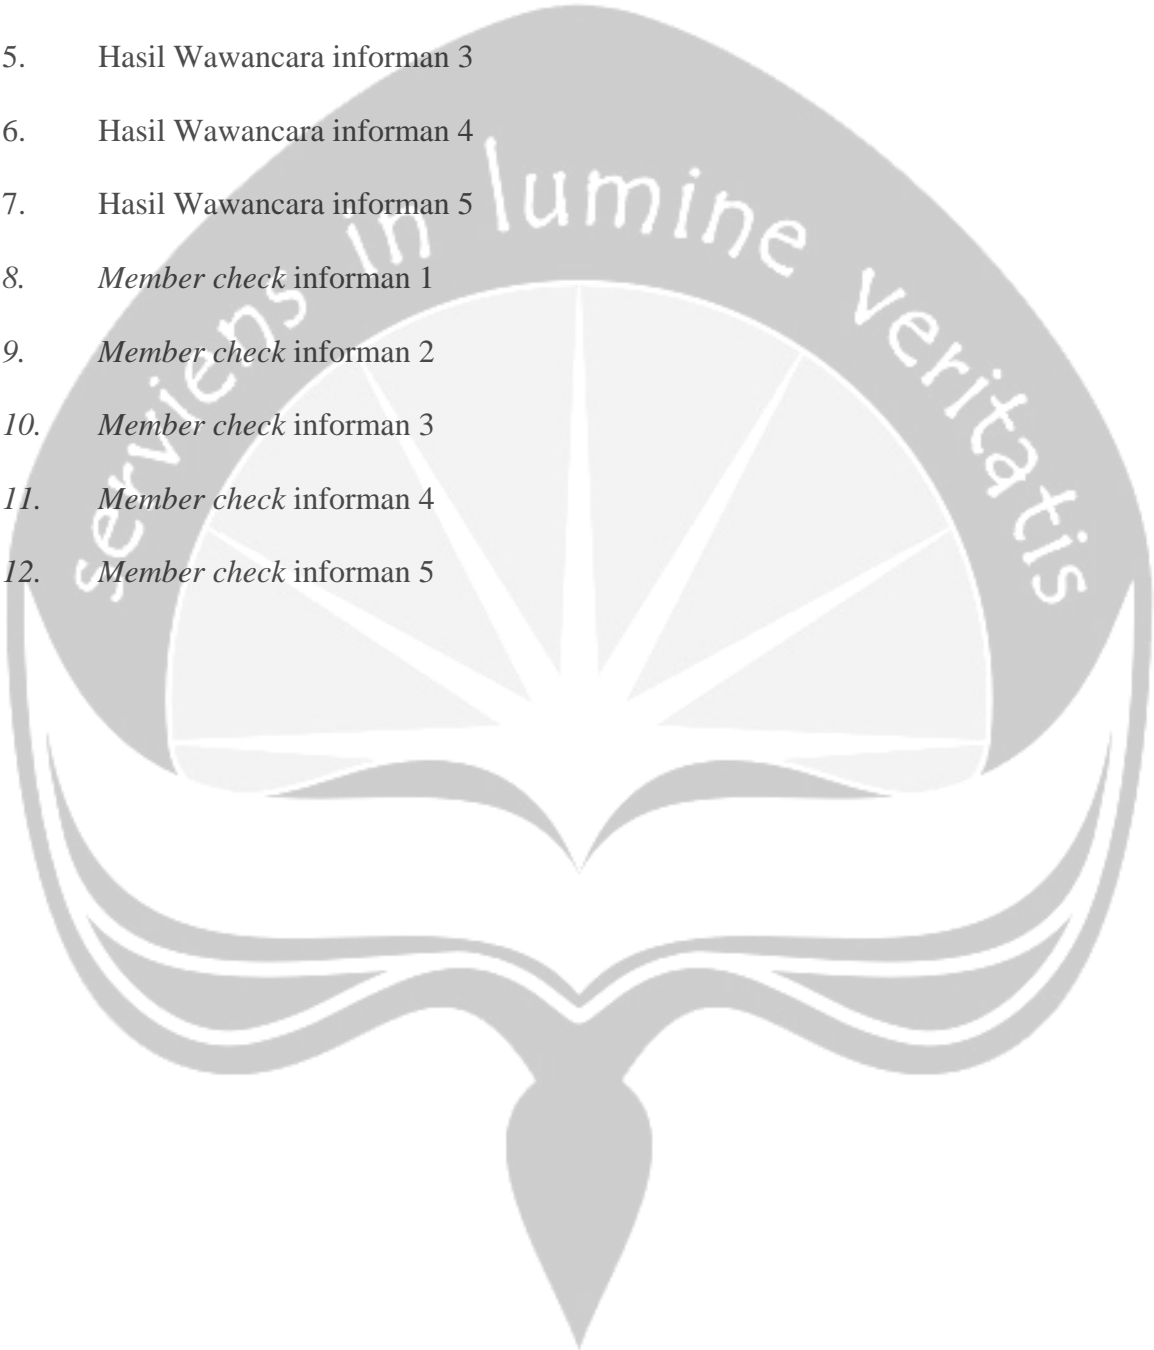 5. Hasil Wawancara informan 3
6. Hasil Wawancara informan 4
7. Hasil Wawancara informan 5
8. Member check informan 1
9. Member check informan 2
10. Member check informan 3
11. Member check informan 4
12. Member check informan 5
serviens in lumine veritatis